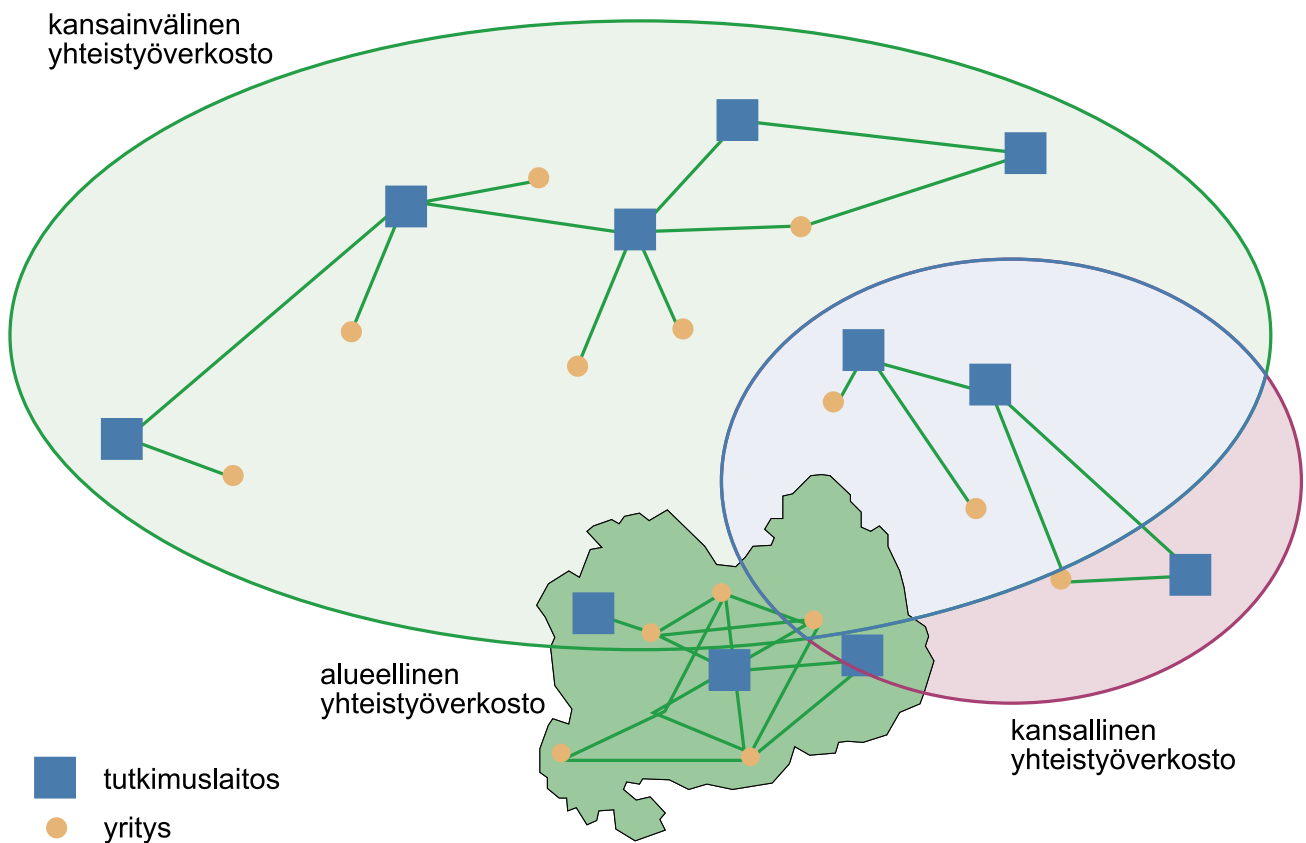 kansainvälinen
yhteistyöverkosto
alueellinen
yhteistyöverkosto
kansallinen
yhteistyöverkosto
tutkimuslaitos
yritys